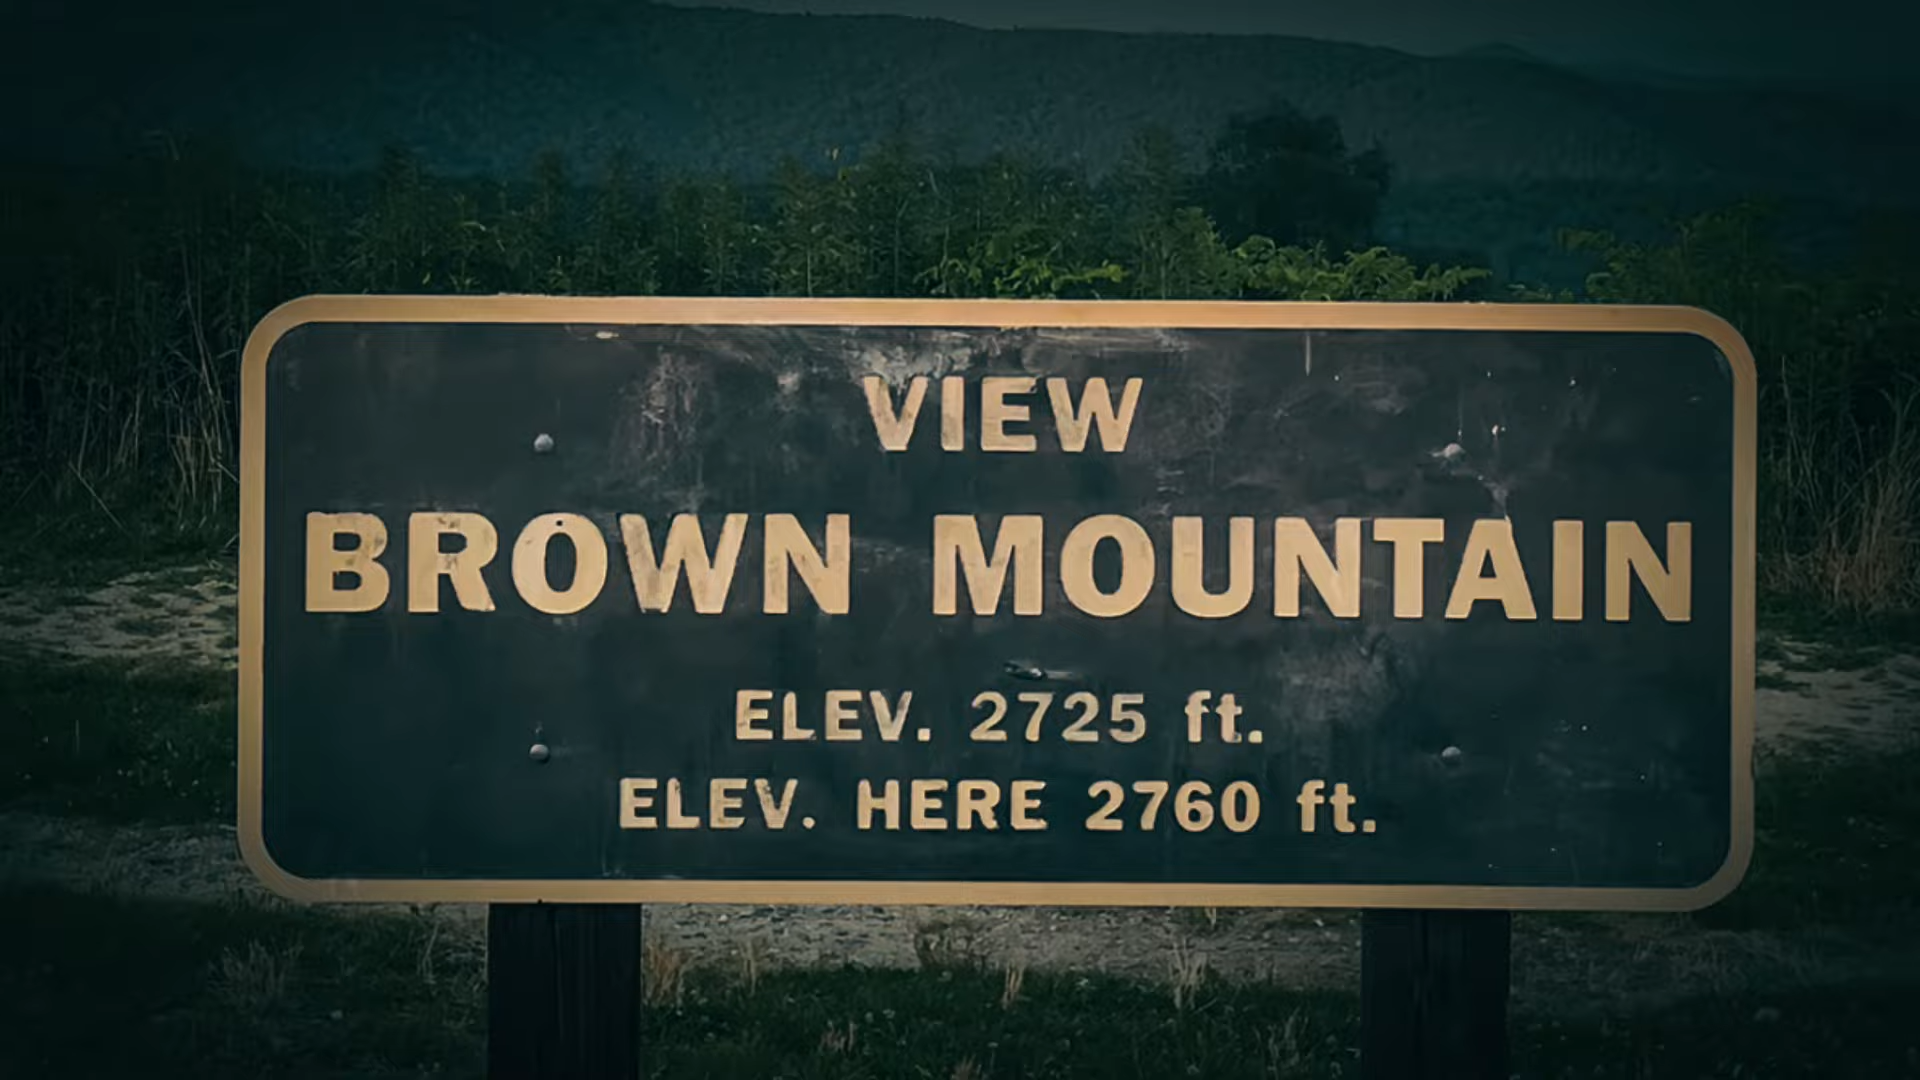 VIEW
BROWN MOUNTAIN
ELEV. 2725 ft.
ELEV. HERE 2760 ft.